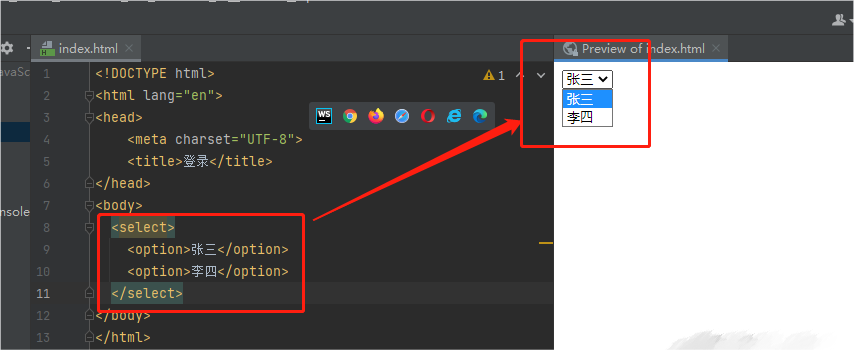 index.html
Preview of index.html
avaSc
1 <!DOCTYPE html>
1
2 <html lang="en">
3 <head>
4 <meta charset="UTF-8">
5 <title>登录</title>
6 </head>
7 <body>
8 <select>
9 <option>张三</option>
10 <option>李四</option>
11 </select>
12 </body>
13 </html>
onsole
WS
张三
张三
李四